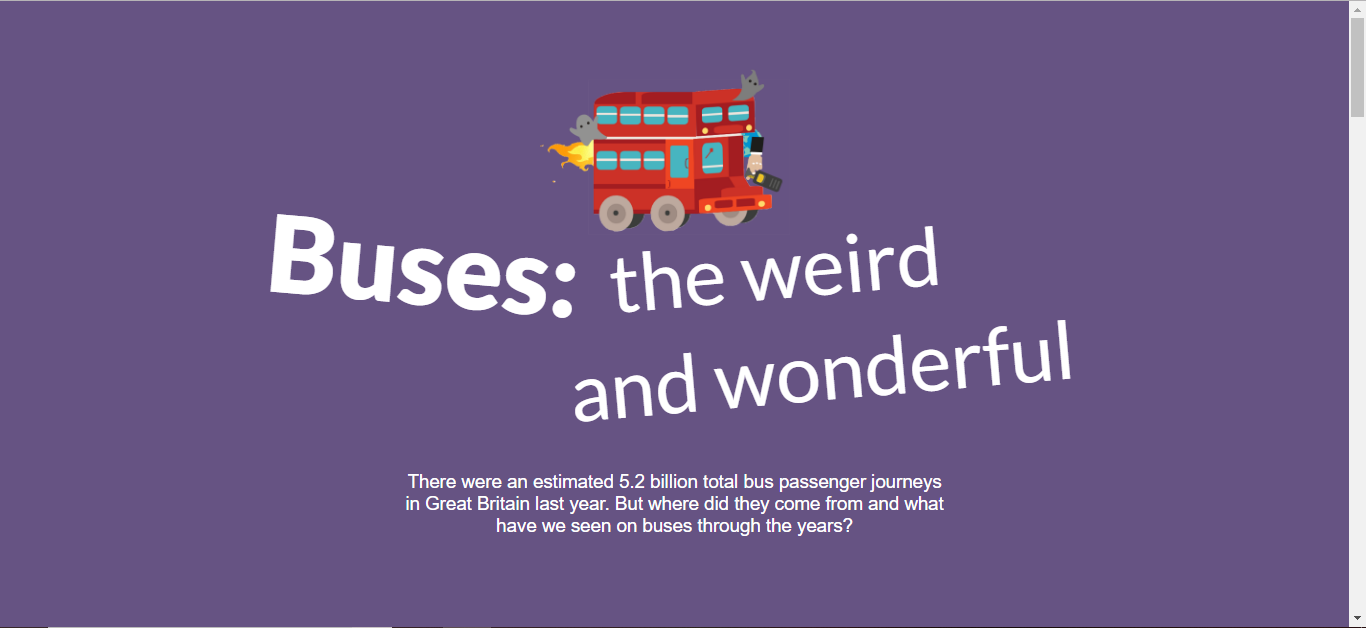 Buses: the weird
and wonderful
There were an estimated 5.2 billion total bus passenger journeys
in Great Britain last year. But where did they come from and what
have we seen on buses through the years?